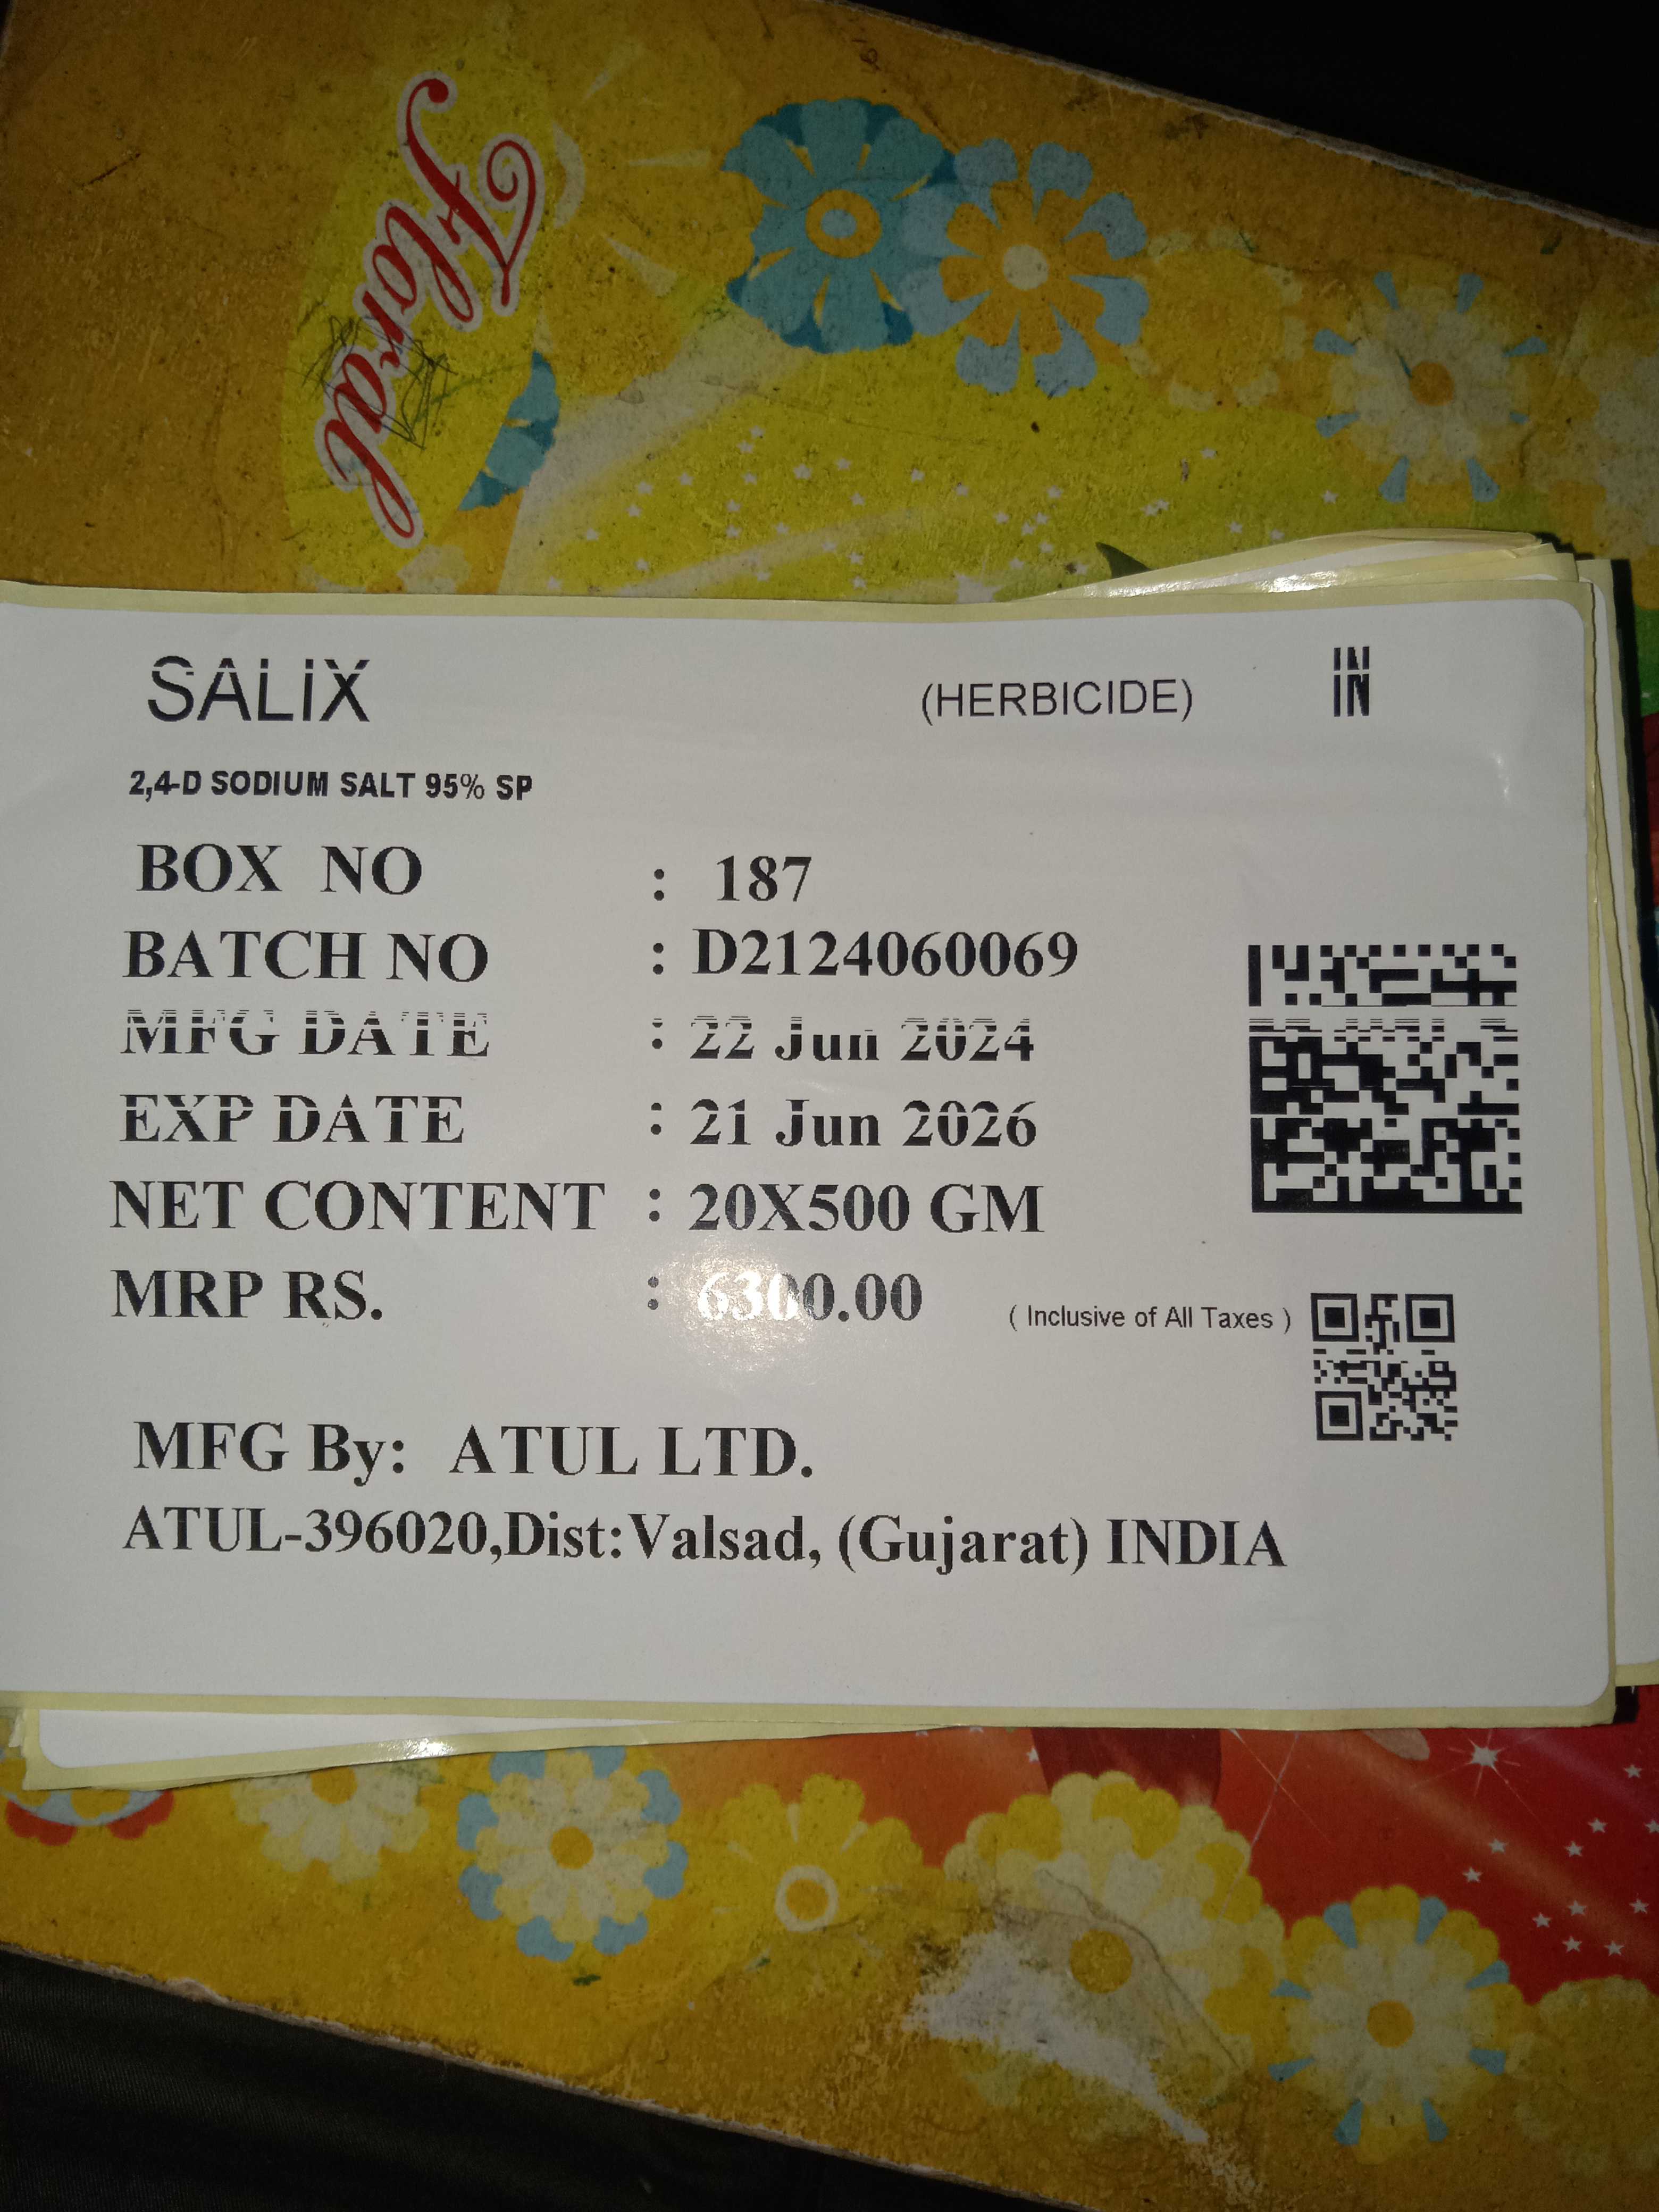 Floral
SALiX (HERBICIDE) IN
2,4-D SODIUM SALT 95% SP
BOX NO : 187
BATCH NO : D2124060069
MFG DATE : 22 Jun 2024
EXP DATE : 21 Jun 2026
NET CONTENT : 20X500 GM
MRP RS. : 6300.00 ( Inclusive of All Taxes )
MFG By: ATUL LTD.
ATUL-396020,Dist:Valsad, (Gujarat) INDIA